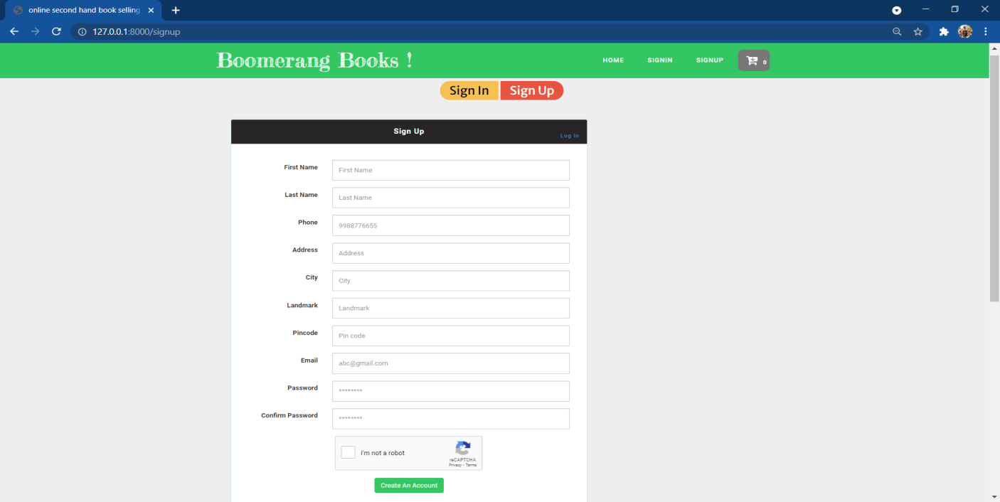 online second hand book selling
127.0.0.1:8000/signup
Boomerang Books !
HOME SIGNIN SIGNUP 0
Sign In Sign Up
Sign Up
Log In
First Name First Name
Last Name Last Name
Phone 9988776655
Address Address
City City
Landmark Landmark
Pincode Pin code
Email abc@gmail.com
Password ********
Confirm Password ********
I'm not a robot
reCAPTCHA
Privacy - Terms
Create An Account